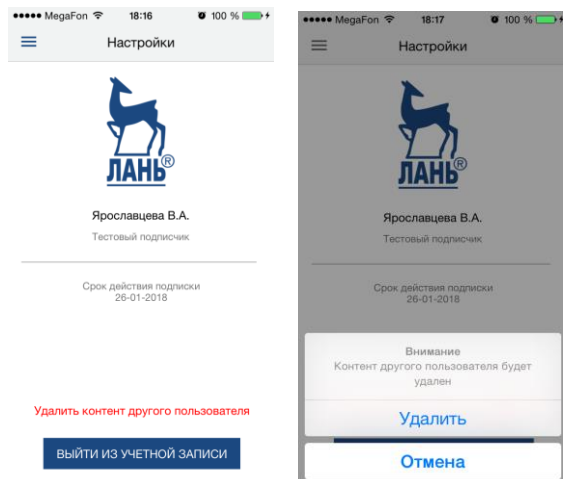 MegaFon 18:16 100 %
Настройки
ЛАНЬ®
Ярославцева В.А.
Тестовый подписчик
Срок действия подписки
26-01-2018
Удалить контент другого пользователя
ВЫЙТИ ИЗ УЧЕТНОЙ ЗАПИСИ
MegaFon 18:17 100 %
Настройки
ЛАНЬ®
Ярославцева В.А.
Тестовый подписчик
Срок действия подписки
26-01-2018
Внимание
Контент другого пользователя будет
удален
Удалить
Отмена